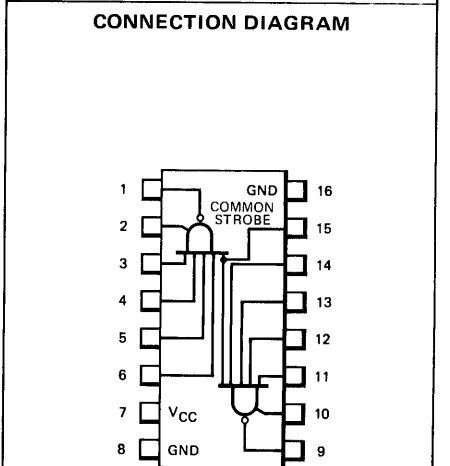 CONNECTION DIAGRAM
1 GND 16
COMMON
2 STROBE 15
3 14
4 13
5 12
6 11
7 VCC 10
8 GND 9